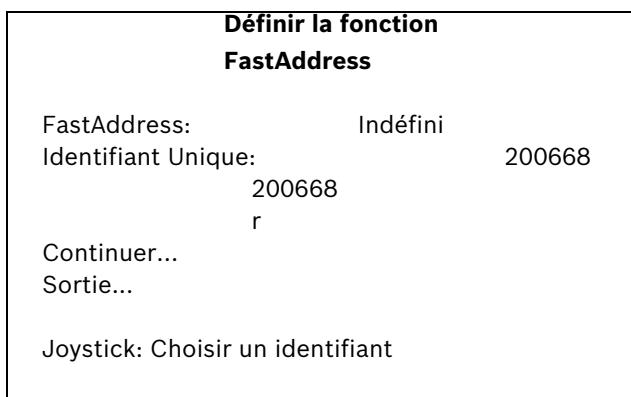 Définir la fonction
FastAddress
FastAddress: Indéfini
Identifiant Unique: 200668
200668
r
Continuer...
Sortie...
Joystick: Choisir un identifiant